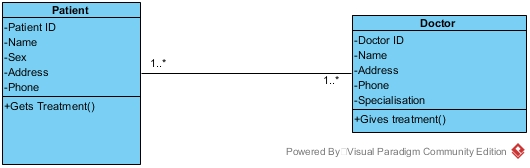 Patient
-Patient ID
-Name
-Sex
-Address
-Phone
+Gets Treatment()
1..*
1..*
Doctor
-Doctor ID
-Name
-Address
-Phone
-Specialisation
+Gives treatment()
Powered By Visual Paradigm Community Edition